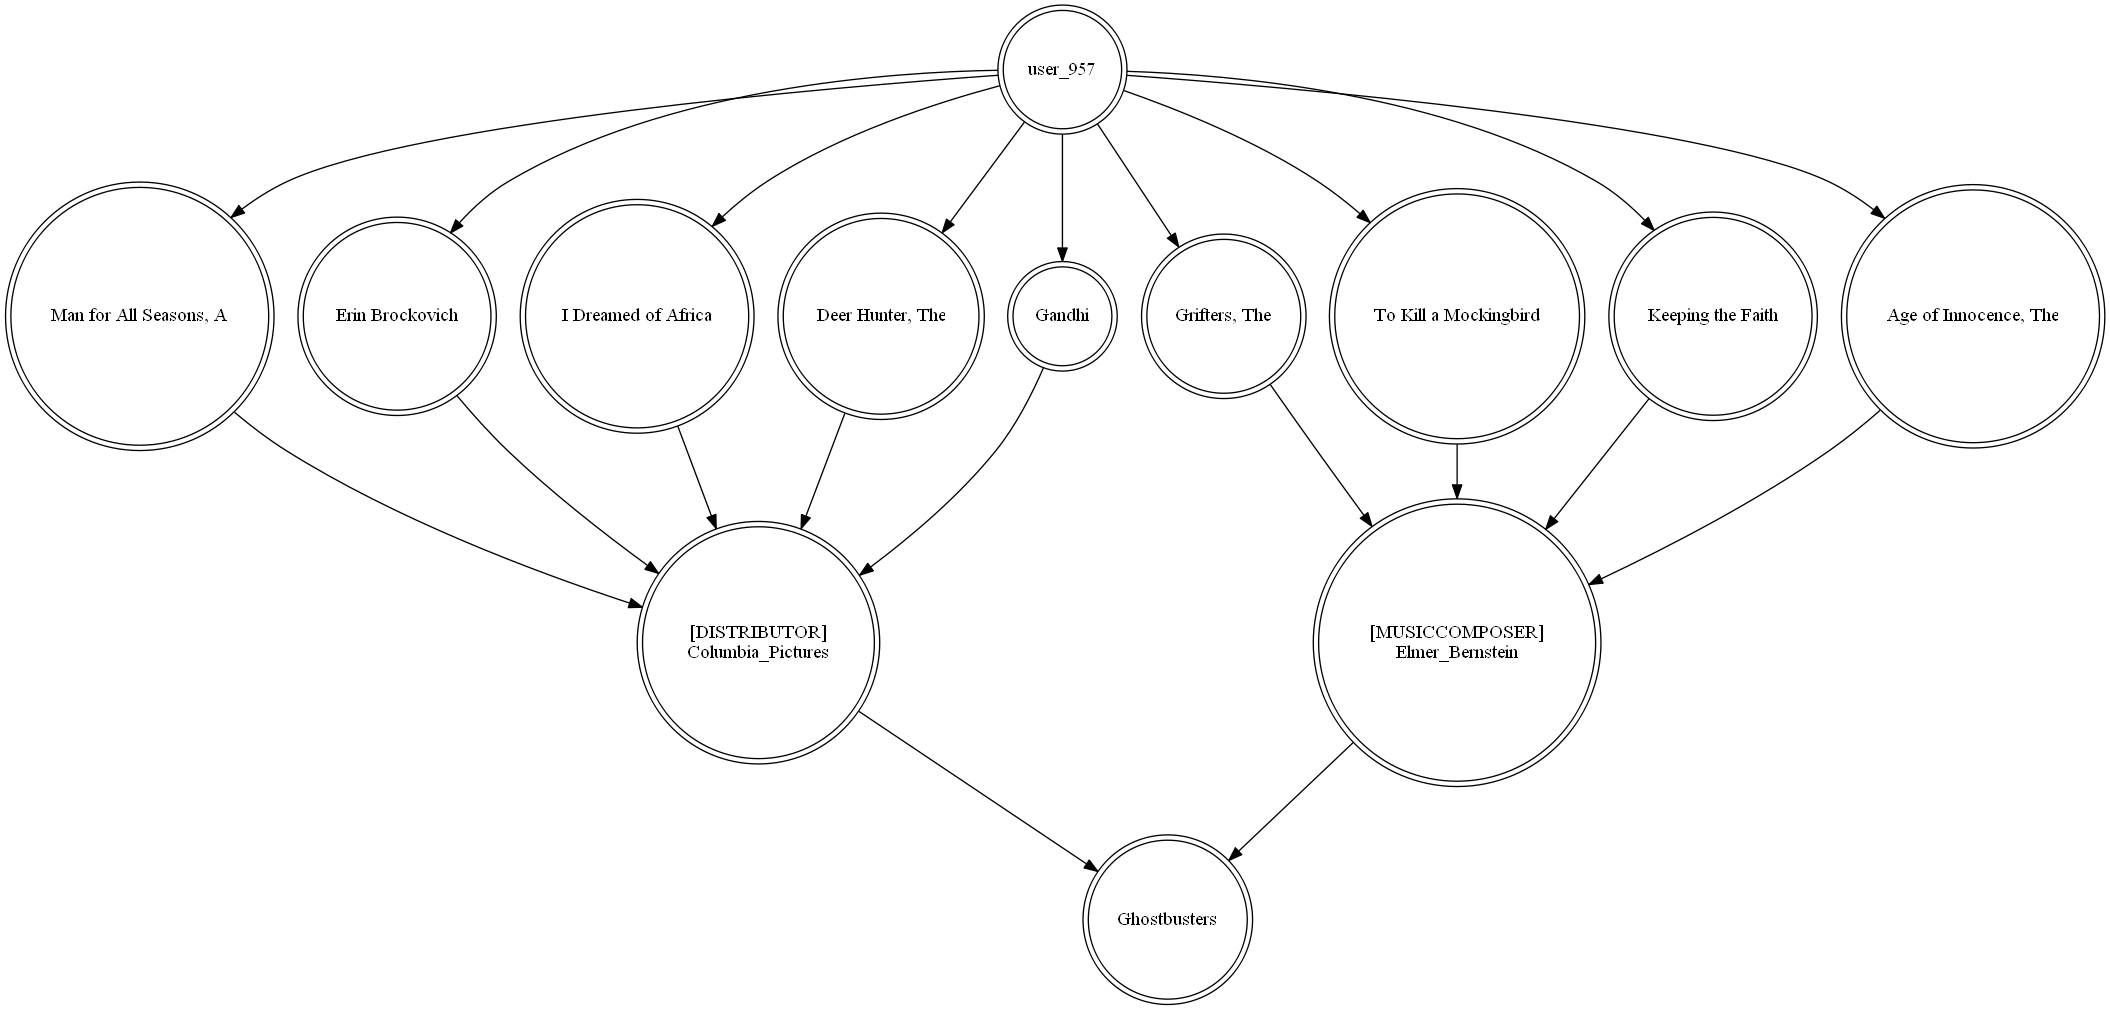 user_957
Man for All Seasons, A
Erin Brockovich
I Dreamed of Africa
Deer Hunter, The
Gandhi
Grifters, The
To Kill a Mockingbird
Keeping the Faith
Age of Innocence, The
[DISTRIBUTOR]
Columbia_Pictures
[MUSICCOMPOSER]
Elmer_Bernstein
Ghostbusters